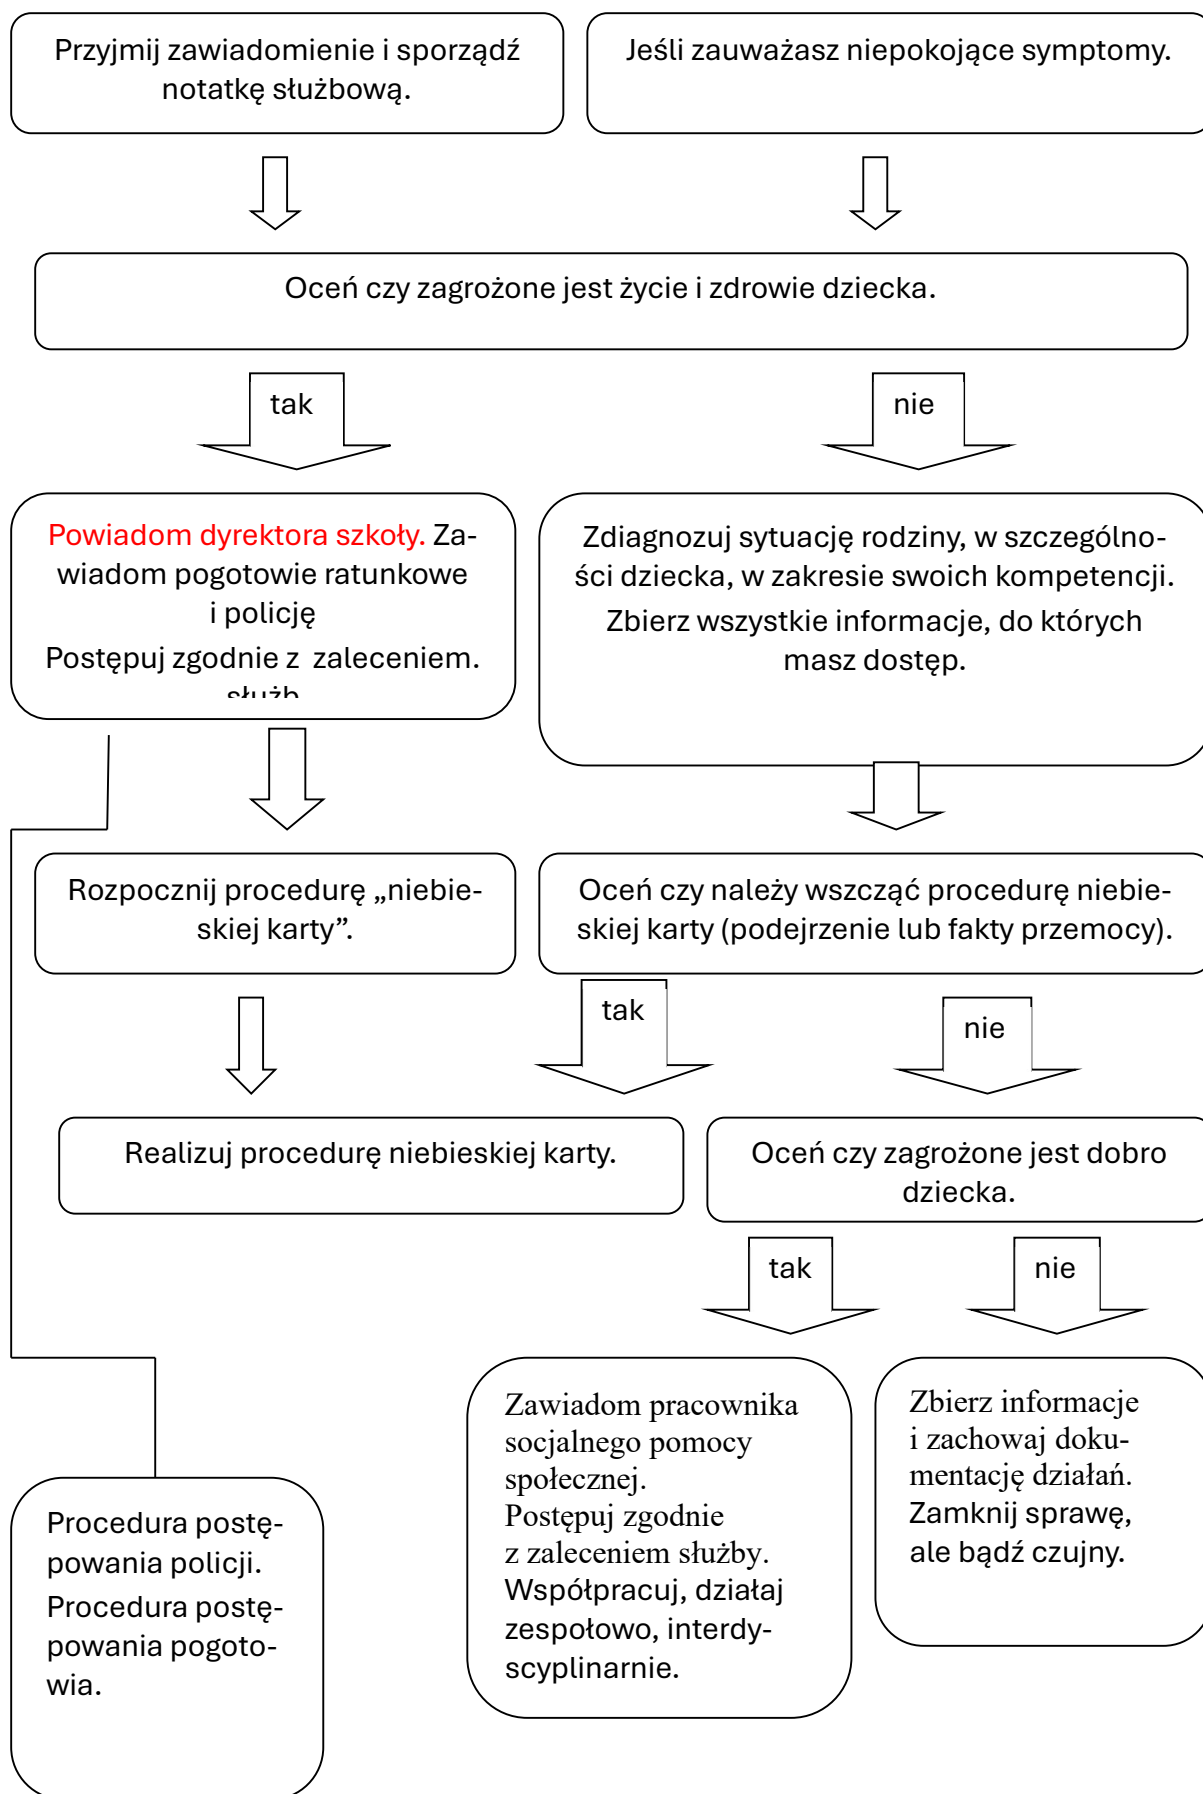 Przyjmij zawiadomienie i sporządź
notatkę służbową.
Jeśli zauważasz niepokojące symptomy.
Oceń czy zagrożone jest życie i zdrowie dziecka.
tak
nie
Powiadom dyrektora szkoły. Za-
wiadom pogotowie ratunkowe
i policję
Postępuj zgodnie z zaleceniem.
służb
Zdiagnozuj sytuację rodziny, w szczególno-
ści dziecka, w zakresie swoich kompetencji.
Zbierz wszystkie informacje, do których
masz dostęp.
Rozpocznij procedurę „niebie-
skiej karty”.
Oceń czy należy wszcząć procedurę niebie-
skiej karty (podejrzenie lub fakty przemocy).
tak
nie
Realizuj procedurę niebieskiej karty.
Oceń czy zagrożone jest dobro
dziecka.
tak
nie
Zawiadom pracownika
socjalnego pomocy
społecznej.
Postępuj zgodnie
z zaleceniem służby.
Współpracuj, działaj
zespołowo, interdy-
scyplinarnie.
Zbierz informacje
i zachowaj doku-
mentację działań.
Zamknij sprawę,
ale bądź czujny.
Procedura postę-
powania policji.
Procedura postę-
powania pogoto-
wia.